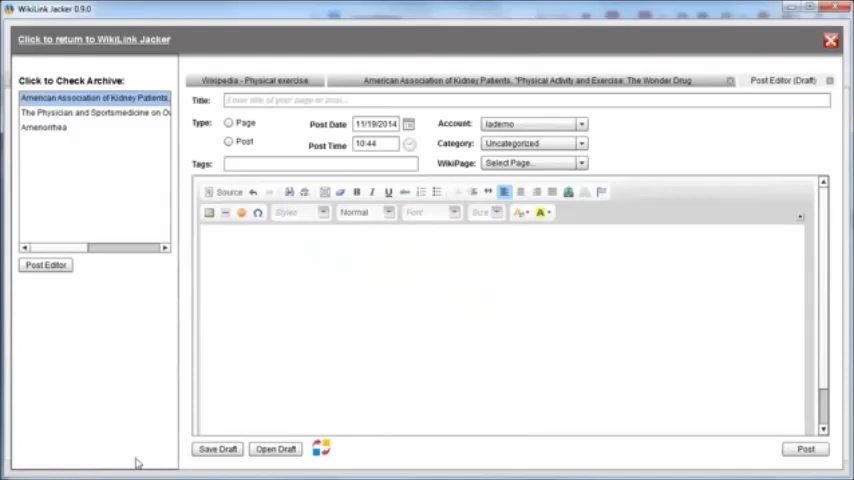 WikiLink Jacker 0.9.0
Click to return to WikiLink Jacker
Click to Check Archive:
American Association of Kidney Patients.
The Physician and Sportsmedicine on Ov
Amenorrhea
Post Editor
Wikipedia - Physical exercise
American Association of Kidney Patients, "Physical Activity and Exercise: The Wonder Drug
Post Editor (Draft)
Title: Enter title of your page or post...
Type: Page Post Date 11/19/2014 Account: lademo
Post Post Time 10:44 Category: Uncategorized
Tags: WikiPage: Select Page...
Source B I U abc
Styles Normal Font Size A A
Save Draft Open Draft Post